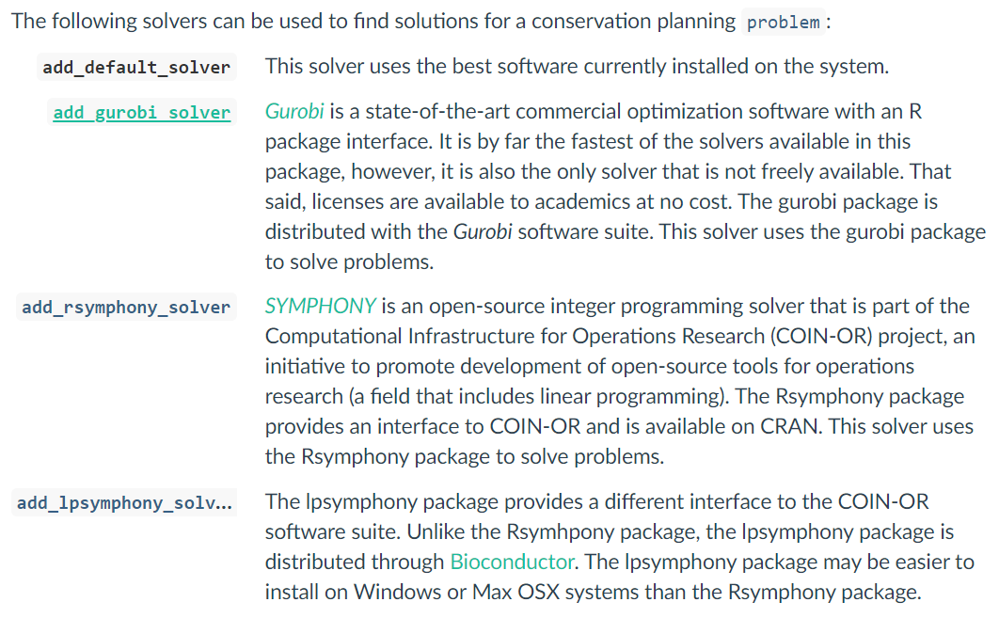 The following solvers can be used to find solutions for a conservation planning problem:
add_default_solver This solver uses the best software currently installed on the system.
add_gurobi_solver Gurobi is a state-of-the-art commercial optimization software with an R
package interface. It is by far the fastest of the solvers available in this
package, however, it is also the only solver that is not freely available. That
said, licenses are available to academics at no cost. The gurobi package is
distributed with the Gurobi software suite. This solver uses the gurobi package
to solve problems.
add_rsymphony_solver SYMPHONY is an open-source integer programming solver that is part of the
Computational Infrastructure for Operations Research (COIN-OR) project, an
initiative to promote development of open-source tools for operations
research (a field that includes linear programming). The Rsymphony package
provides an interface to COIN-OR and is available on CRAN. This solver uses
the Rsymphony package to solve problems.
add_lpsymphony_solv... The lpsymphony package provides a different interface to the COIN-OR
software suite. Unlike the Rsymhpony package, the lpsymphony package is
distributed through Bioconductor. The lpsymphony package may be easier to
install on Windows or Max OSX systems than the Rsymphony package.